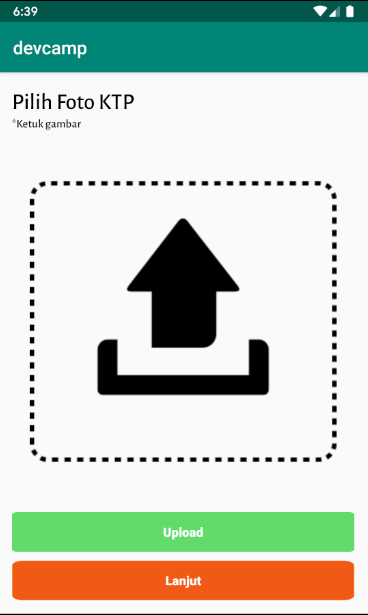 6:39
devcamp
Pilih Foto KTP
*Ketuk gambar
Upload
Lanjut